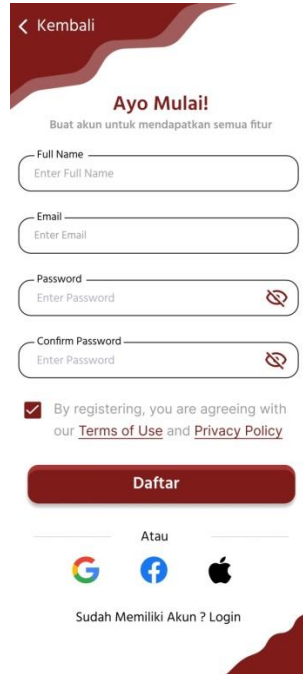 Kembali
Ayo Mulai!
Buat akun untuk mendapatkan semua fitur
Full Name
Enter Full Name
Email
Enter Email
Password
Enter Password
Confirm Password
Enter Password
By registering, you are agreeing with
our Terms of Use and Privacy Policy
Daftar
Atau
Sudah Memiliki Akun ? Login